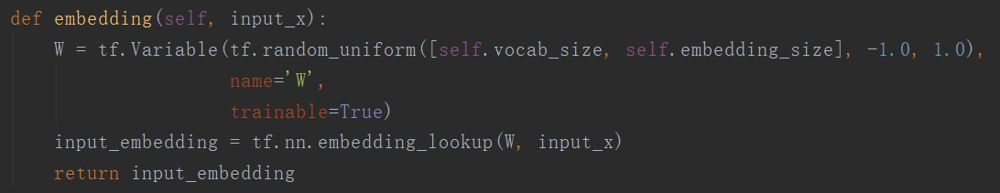 def embedding(self, input_x):
    W = tf.Variable(tf.random_uniform([self.vocab_size, self.embedding_size], -1.0, 1.0),
                    name='W',
                    trainable=True)
    input_embedding = tf.nn.embedding_lookup(W, input_x)
    return input_embedding